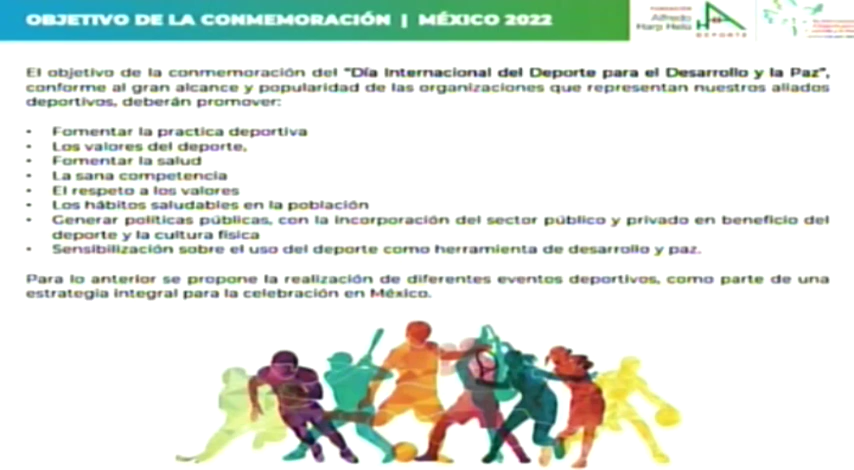 OBJETIVO DE LA CONMEMORACIÓN | MÉXICO 2022
FUNDACIÓN
Alfredo
Harp Helú
DEPORTE
El objetivo de la conmemoración del "Día Internacional del Deporte para el Desarrollo y la Paz",
conforme al gran alcance y popularidad de las organizaciones que representan nuestros aliados
deportivos, deberán promover:
• Fomentar la practica deportiva
• Los valores del deporte,
• Fomentar la salud
• La sana competencia
• El respeto a los valores
• Los hábitos saludables en la población
• Generar políticas públicas, con la incorporación del sector público y privado en beneficio del
deporte y la cultura física
• Sensibilización sobre el uso del deporte como herramienta de desarrollo y paz.
Para lo anterior se propone la realización de diferentes eventos deportivos, como parte de una
estrategia integral para la celebración en México.